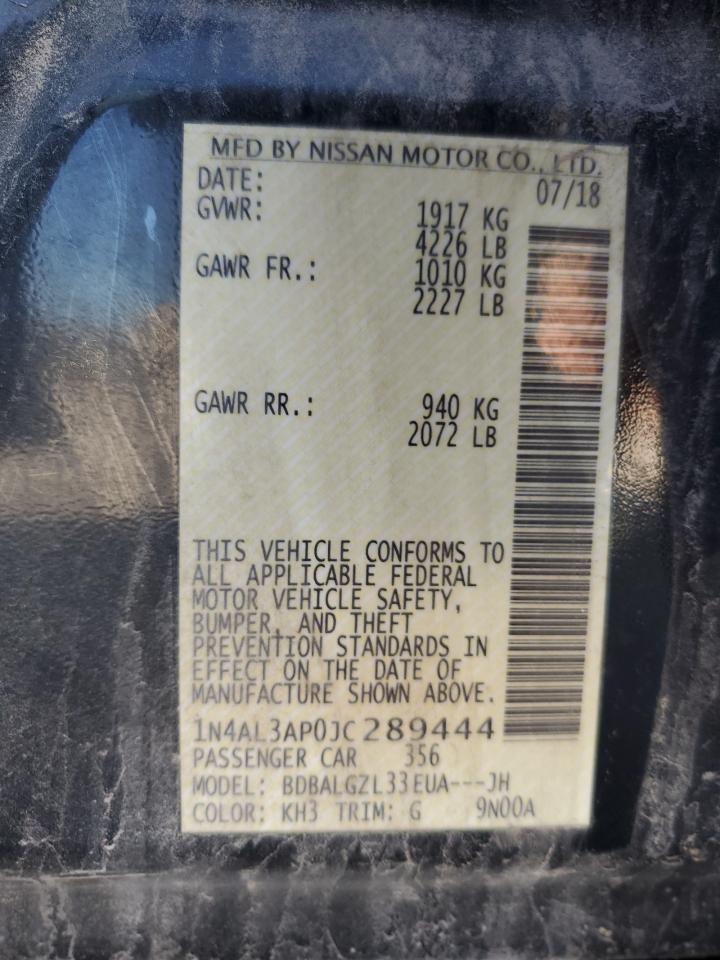 MFD BY NISSAN MOTOR CO., LTD.
DATE: 07/18
GVWR: 1917 KG
4226 LB
GAWR FR.: 1010 KG
2227 LB
GAWR RR.: 940 KG
2072 LB
THIS VEHICLE CONFORMS TO
ALL APPLICABLE FEDERAL
MOTOR VEHICLE SAFETY,
BUMPER, AND THEFT
PREVENTION STANDARDS IN
EFFECT ON THE DATE OF
MANUFACTURE SHOWN ABOVE.
1N4AL3AP0JC289444
PASSENGER CAR 356
MODEL: BDBALGZL33EUA---JH
COLOR: KH3 TRIM: G 9N00A